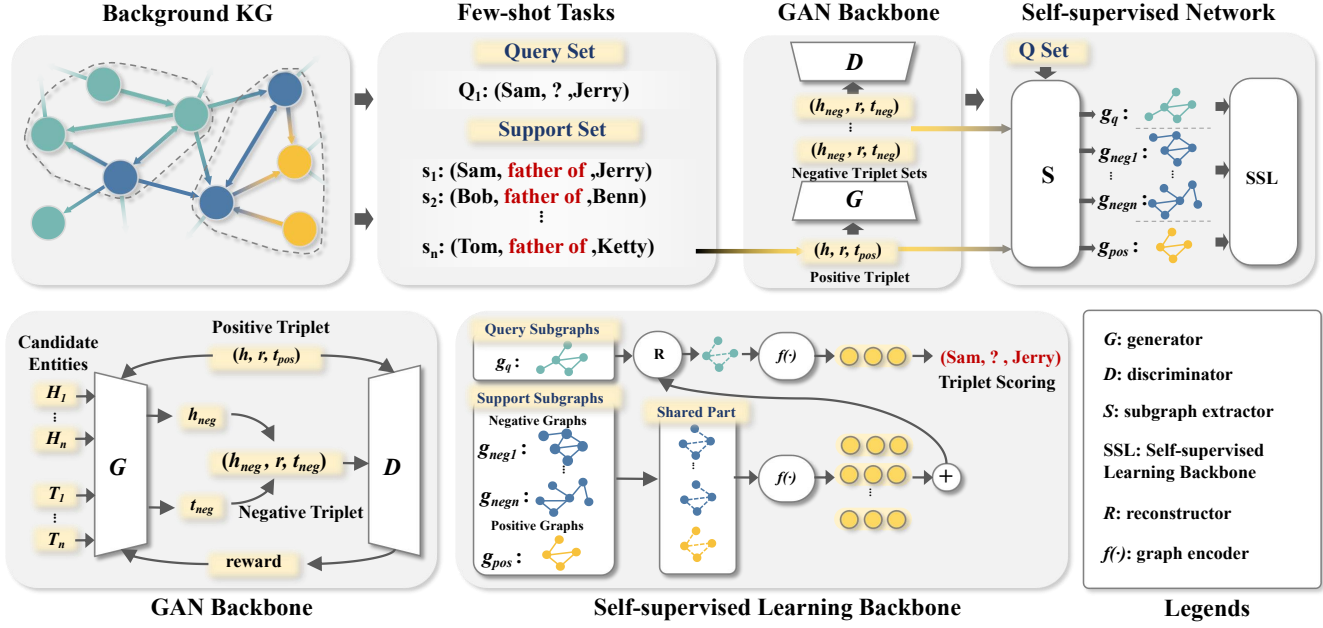 Background KG
Few-shot Tasks
GAN Backbone
Self-supervised Network
Query Set
Q1: (Sam, ? ,Jerry)
Support Set
s1: (Sam, father of ,Jerry)
s2: (Bob, father of ,Benn)
⋮
sn: (Tom, father of ,Ketty)
D
(hneg, r, tneg)
⋮
(hneg, r, tneg)
Negative Triplet Sets
G
(h, r, tpos)
Positive Triplet
Q Set
S
gq :
gneg1 :
⋮
gnegn :
gpos :
SSL
Candidate
Entities
H1
⋮
Hn
T1
⋮
Tn
G
Positive Triplet
(h, r, tpos)
hneg
(hneg , r, tneg)
tneg
Negative Triplet
reward
D
GAN Backbone
Query Subgraphs
gq :
R
f(·)
(Sam, ? , Jerry)
Triplet Scoring
Support Subgraphs
Negative Graphs
gneg1 :
⋮
gnegn :
Positive Graphs
gpos :
Shared Part
⋮
f(·)
⋮
+
Self-supervised Learning Backbone
G: generator
D: discriminator
S: subgraph extractor
SSL: Self-supervised
Learning Backbone
R: reconstructor
f(·): graph encoder
Legends